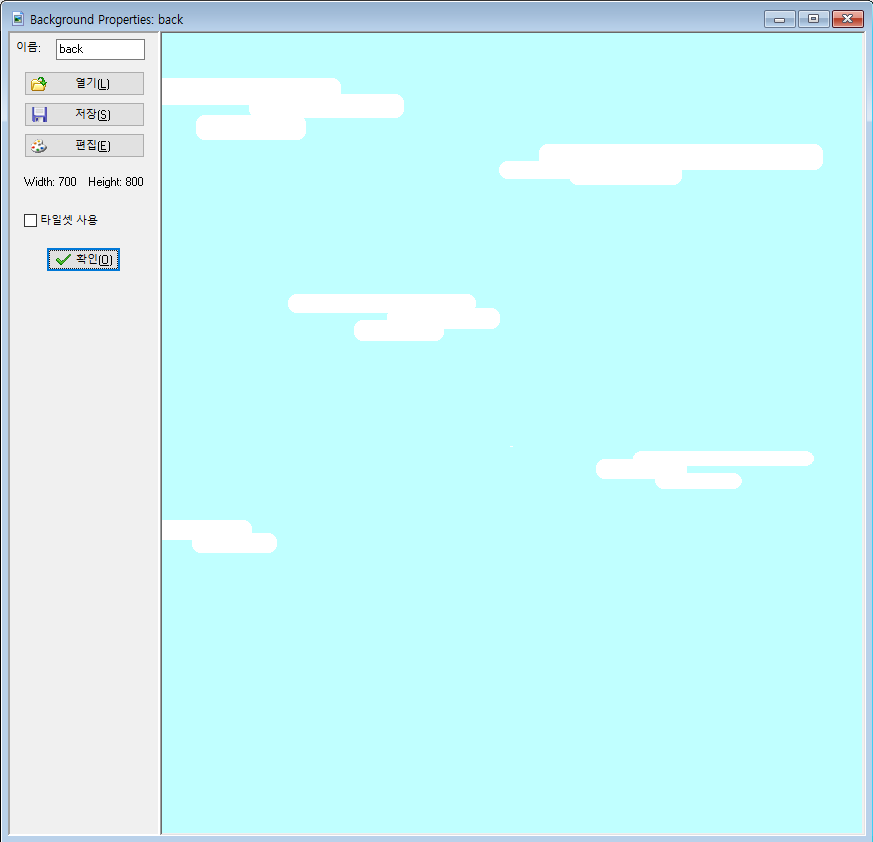 Background Properties: back
이름:
back
열기(L)
저장(S)
편집(E)
Width: 700 Height: 800
타일셋 사용
확인(O)